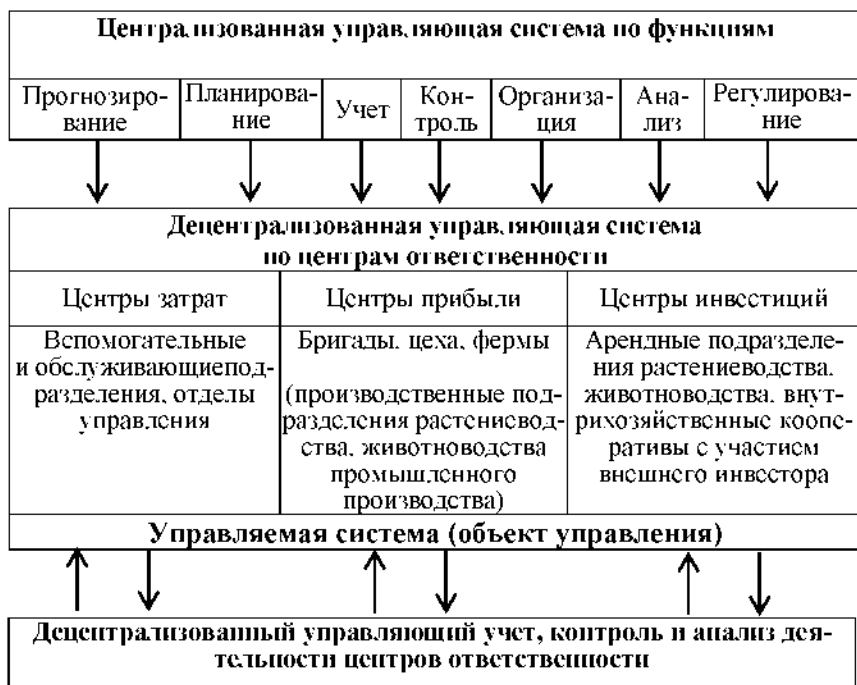 Централизованная управляющая система по функциям
Прогнозиро-
вание
Планирова-
ние
Учет
Кон-
троль
Организа-
ция
Ана-
лиз
Регулирова-
ние
Децентрализованная управляющая система
по центрам ответственности
Центры затрат
Центры прибыли
Центры инвестиций
Вспомогательные
и обслуживающиепод-
разделения, отделы
управления
Бригады, цеха, фермы
(производственные под-
разделения растениевод-
ства, животноводства
промышленного
производства)
Арендные подразделе-
ния растениеводства,
животноводства, внут-
рихозяйственные коопе-
ративы с участием
внешнего инвестора
Управляемая система (объект управления)
Децентрализованный управляющий учет, контроль и анализ дея-
тельности центров ответственности